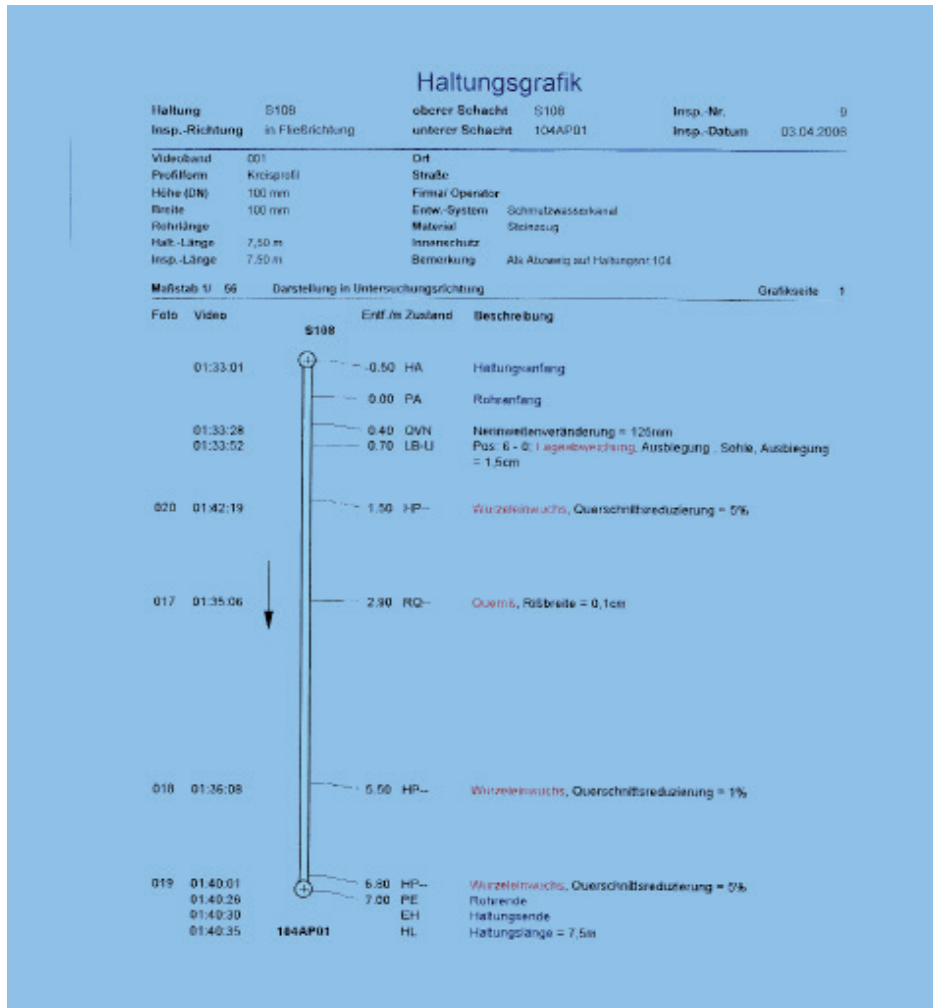 Haltungsgrafik
Haltung S108 oberer Schacht S108 Insp.-Nr. 9
Insp.-Richtung in Fließrichtung unterer Schacht 104AP01 Insp.-Datum 03.04.2006
Videoband 001 Ort
Profilform Kreisprofil Straße
Höhe (DN) 100 mm Firma/ Operator
Breite 100 mm Entw.-System Schmutzwasserkanal
Rohrlänge Material Steinzeug
Halt.-Länge 7,50 m Innenschutz
Insp.-Länge 7.50 m Bemerkung Als Abzweig auf Haltungsnr.104
Maßstab 1/ 56 Darstellung in Untersuchungsrichtung Grafikseite 1
Foto Video Entf./m Zustand Beschreibung
S108
01:33:01 -0.50 HA Haltungsanfang
0.00 PA Rohranfang
01:33:28 0.40 QVN Nennweitenveränderung = 125mm
01:33:52 0.70 LB-U Pos: 6 - 0; Lageabweichung, Ausbiegung , Sohle, Ausbiegung
= 1,5cm
020 01:42:19 1.50 HP-- Wurzeleinwuchs, Querschnittsreduzierung = 5%
017 01:35:06 2.90 RQ-- Querriß, Rißbreite = 0,1cm
018 01:36:08 5.50 HP-- Wurzeleinwuchs, Querschnittsreduzierung = 1%
019 01:40:01 6.80 HP-- Wurzeleinwuchs, Querschnittsreduzierung = 5%
01:40:26 7.00 PE Rohrende
01:40:30 EH Haltungsende
01:40:35 104AP01 HL Haltungslänge = 7,5m